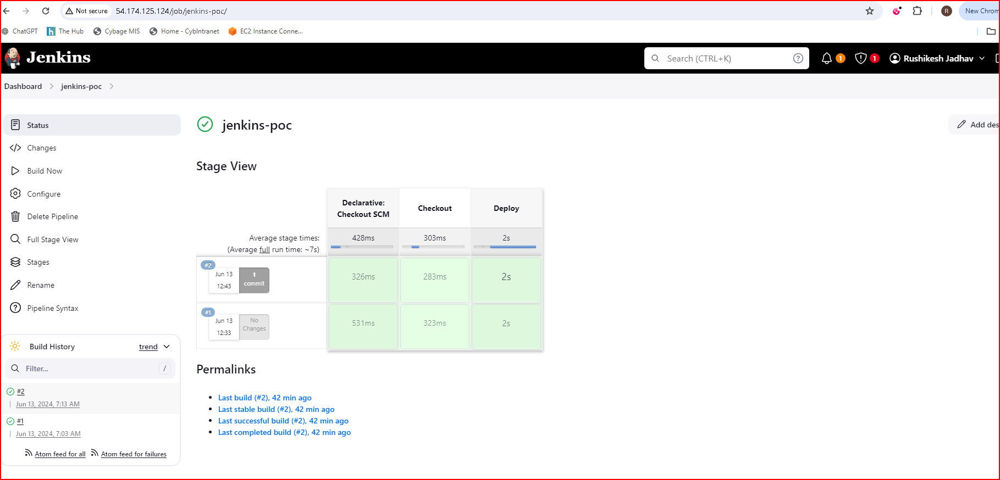 Not secure 54.174.125.124/job/jenkins-poc/ R New Chrom
ChatGPT The Hub Cybage MIS Home - CybIntranet EC2 Instance Conne...
Jenkins Search (CTRL+K) ? 1 1 Rushikesh Jadhav
Dashboard jenkins-poc
Status
Changes
Build Now
Configure
Delete Pipeline
Full Stage View
Stages
Rename
Pipeline Syntax
Build History trend
Filter... /
#2
Jun 13, 2024, 7:13 AM
#1
Jun 13, 2024, 7:03 AM
Atom feed for all Atom feed for failures
jenkins-poc
Add des
Stage View
Declarative: Checkout SCM Checkout Deploy
Average stage times: 428ms 303ms 2s
(Average full run time: ~7s)
#2
Jun 13 12:43 1 commit 326ms 283ms 2s
#1
Jun 13 12:33 No Changes 531ms 323ms 2s
Permalinks
Last build (#2), 42 min ago
Last stable build (#2), 42 min ago
Last successful build (#2), 42 min ago
Last completed build (#2), 42 min ago